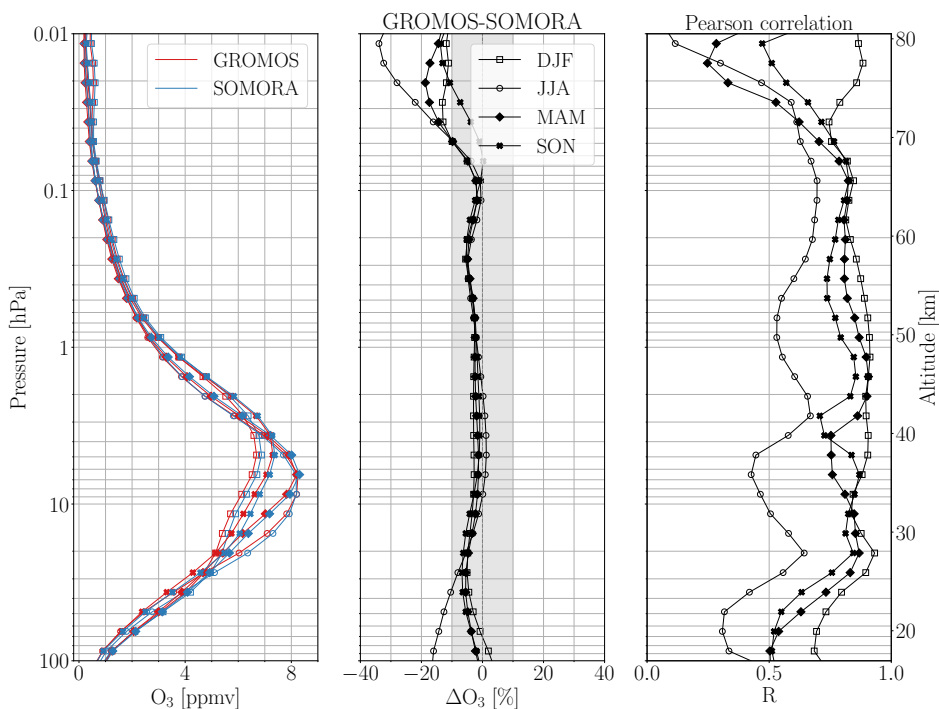 GROMOS-SOMORA
Pearson correlation
0.01
0.1
1
10
100
Pressure [hPa]
GROMOS
SOMORA
0
2
4
6
8
O3 [ppmv]
DJF
JJA
MAM
SON
−40
−20
0
20
40
ΔO3 [%]
0.0
0.5
1.0
R
80
70
60
50
40
30
20
Altitude [km]